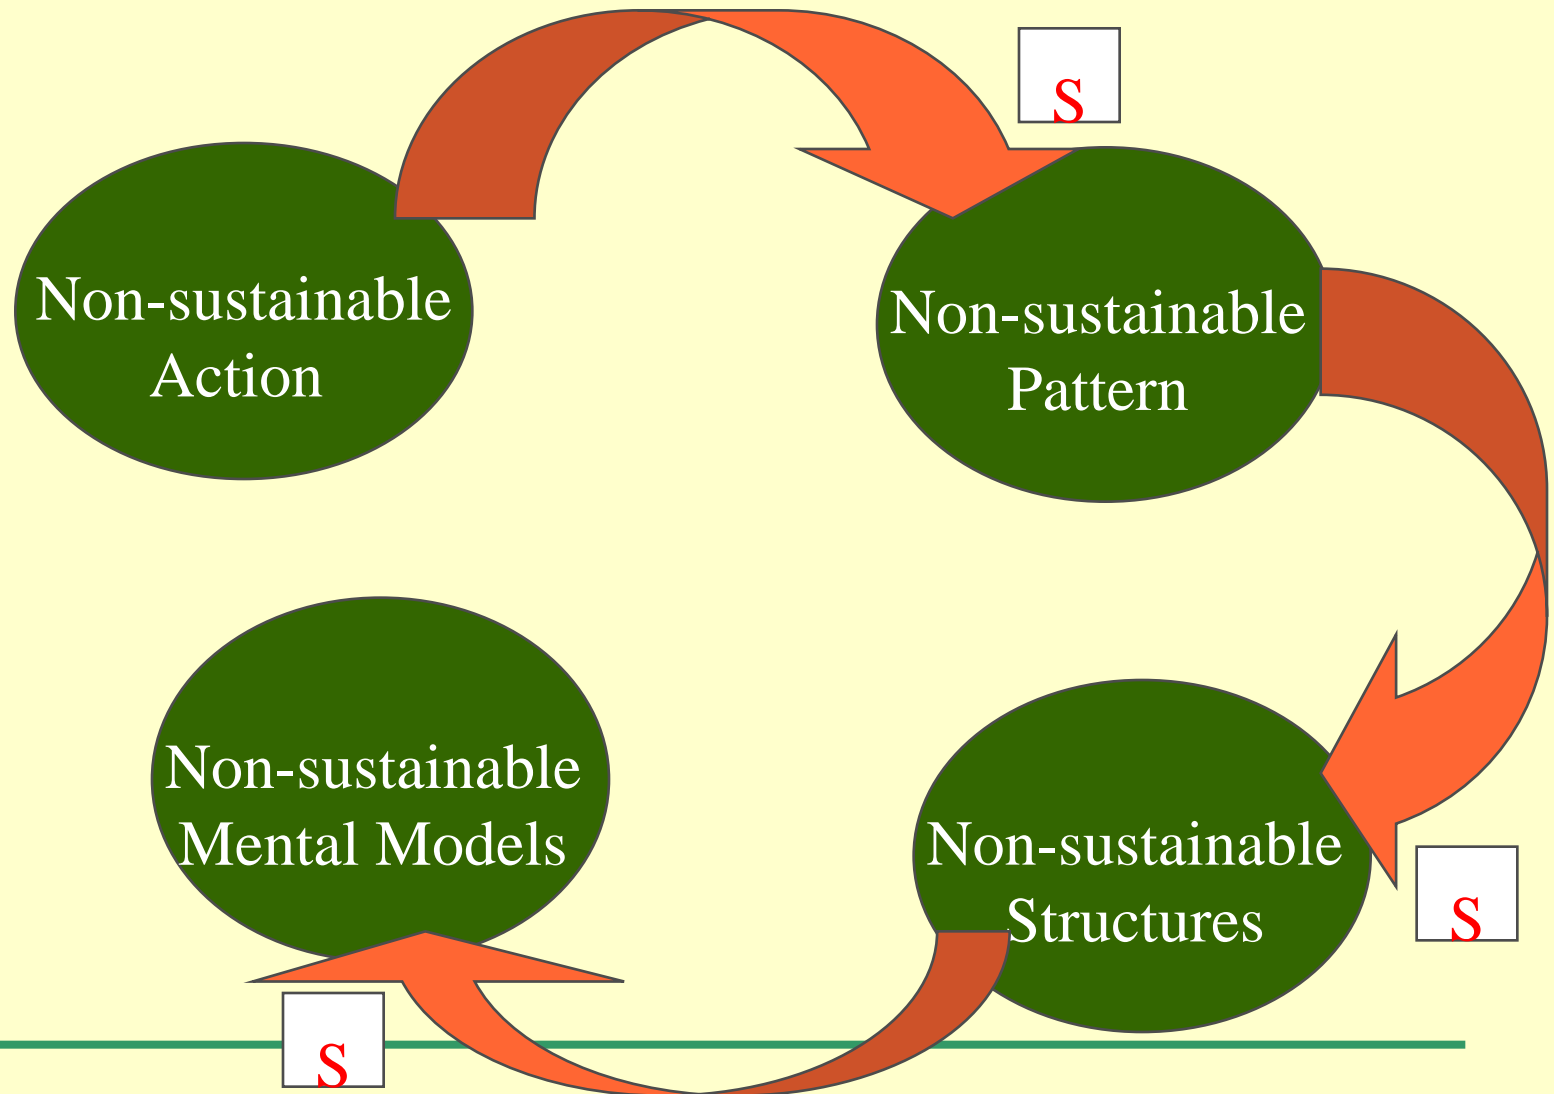 S
Non-sustainable
Action
Non-sustainable
Pattern
Non-sustainable
Mental Models
Non-sustainable
Structures
S
S